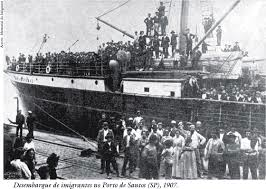 Desembarque de imigrantes no Porto de Santos (SP), 1907.